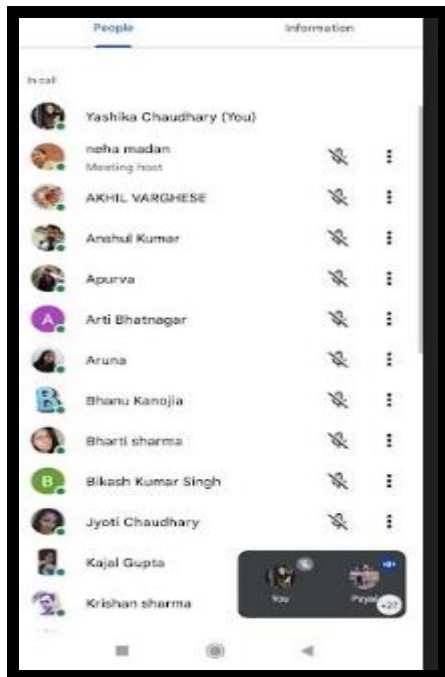 People
Information
In call
Yashika Chaudhary (You)
neha madan
Meeting host
AKHIL VARGHESE
Anshul Kumar
Apurva
A
Arti Bhatnagar
Aruna
B
Bhanu Kanojia
Bharti sharma
B
Bikash Kumar Singh
Jyoti Chaudhary
Kajal Gupta
Krishan sharma
You
+27